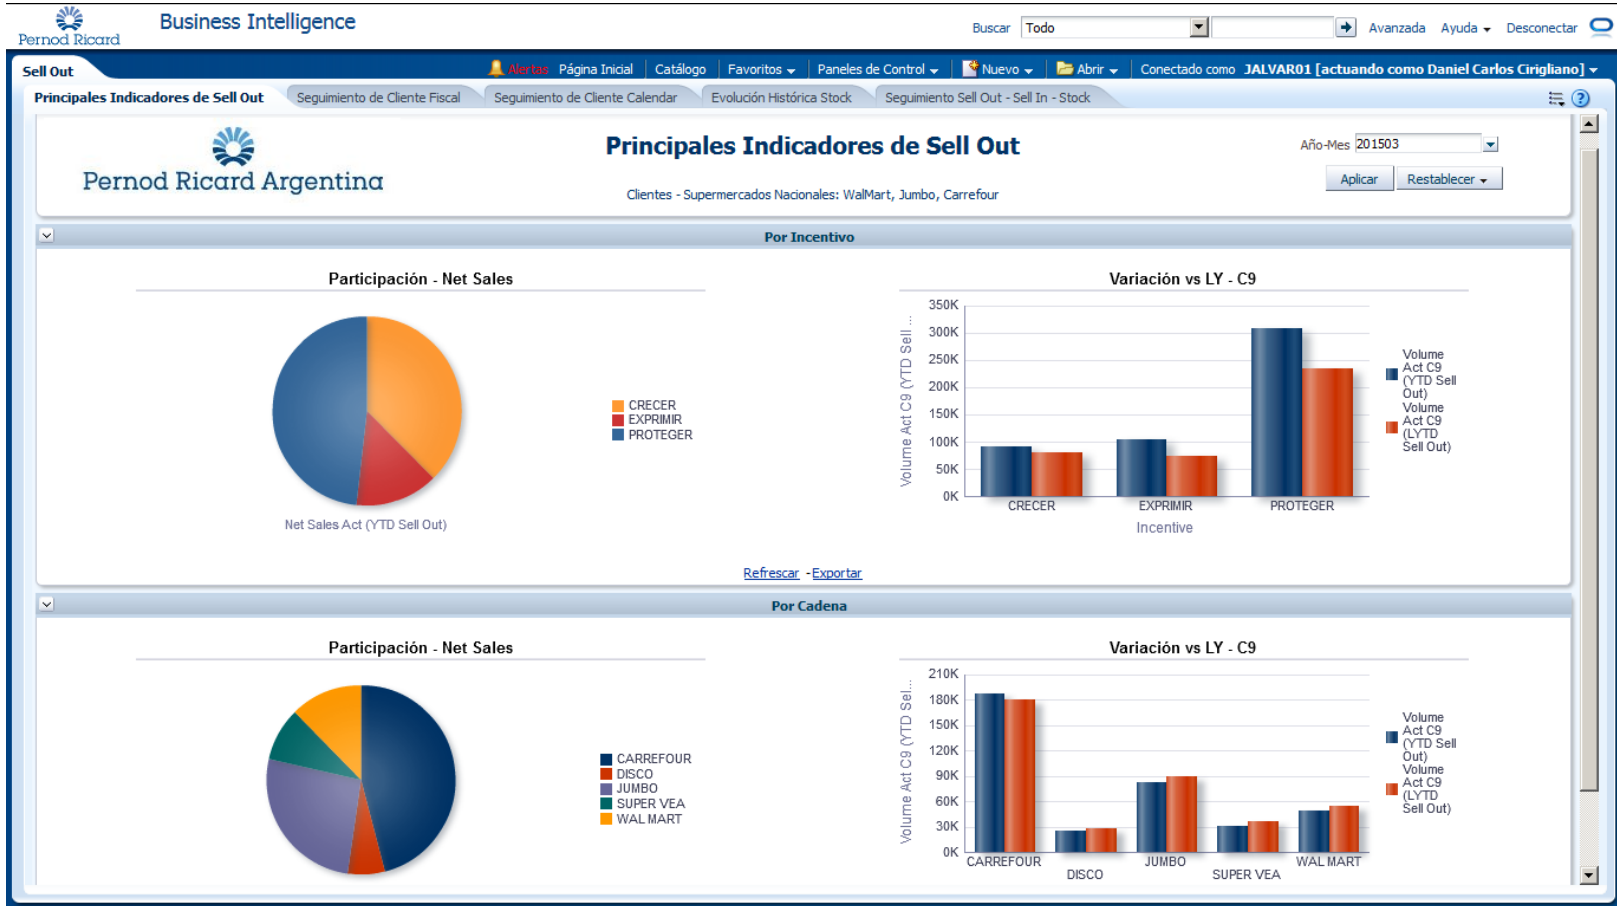 Pernod Ricard
Business Intelligence
Buscar Todo Avanzada Ayuda Desconectar
Sell Out
Alertas Página Inicial Catálogo Favoritos Paneles de Control Nuevo Abrir Conectado como JALVAR01 [actuando como Daniel Carlos Cirigliano]
Principales Indicadores de Sell Out Seguimiento de Cliente Fiscal Seguimiento de Cliente Calendar Evolución Histórica Stock Seguimiento Sell Out - Sell In - Stock
Pernod Ricard Argentina
Principales Indicadores de Sell Out
Clientes - Supermercados Nacionales: WalMart, Jumbo, Carrefour
Año-Mes 201503
Aplicar Restablecer
Por Incentivo
Participación - Net Sales
CRECER
EXPRIMIR
PROTEGER
Net Sales Act (YTD Sell Out)
Variación vs LY - C9
Volume Act C9 (YTD Sell ...
350K
300K
250K
200K
150K
100K
50K
0K
CRECER EXPRIMIR PROTEGER
Incentive
Volume
Act C9
(YTD Sell
Out)
Volume
Act C9
(LYTD
Sell Out)
Refrescar - Exportar
Por Cadena
Participación - Net Sales
CARREFOUR
DISCO
JUMBO
SUPER VEA
WAL MART
Variación vs LY - C9
Volume Act C9 (YTD Sel...
210K
180K
150K
120K
90K
60K
30K
0K
CARREFOUR DISCO JUMBO SUPER VEA WAL MART
Volume
Act C9
(YTD Sell
Out)
Volume
Act C9
(LYTD
Sell Out)